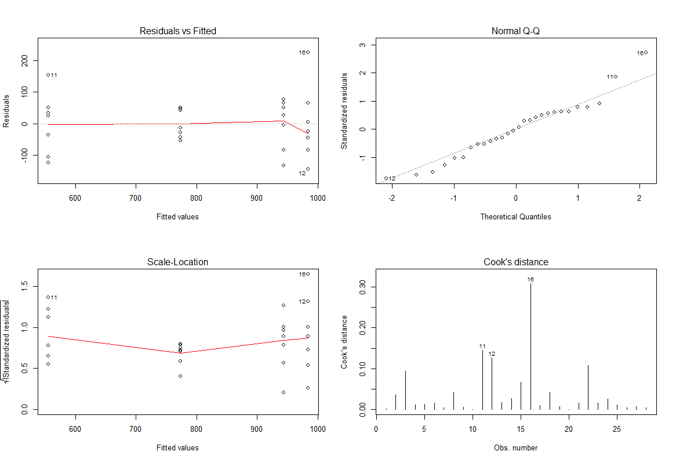 Residuals vs Fitted
Residuals
-100 0 100 200
16
11
12
600 700 800 900 1000
Fitted values
Normal Q-Q
Standardized residuals
-1 0 1 2 3
16
11
12
-2 -1 0 1 2
Theoretical Quantiles
Scale-Location
√|Standardized residuals|
0.0 0.5 1.0 1.5
16
11
12
600 700 800 900 1000
Fitted values
Cook's distance
Cook's distance
0.00 0.10 0.20 0.30
16
11
12
0 5 10 15 20 25
Obs. number